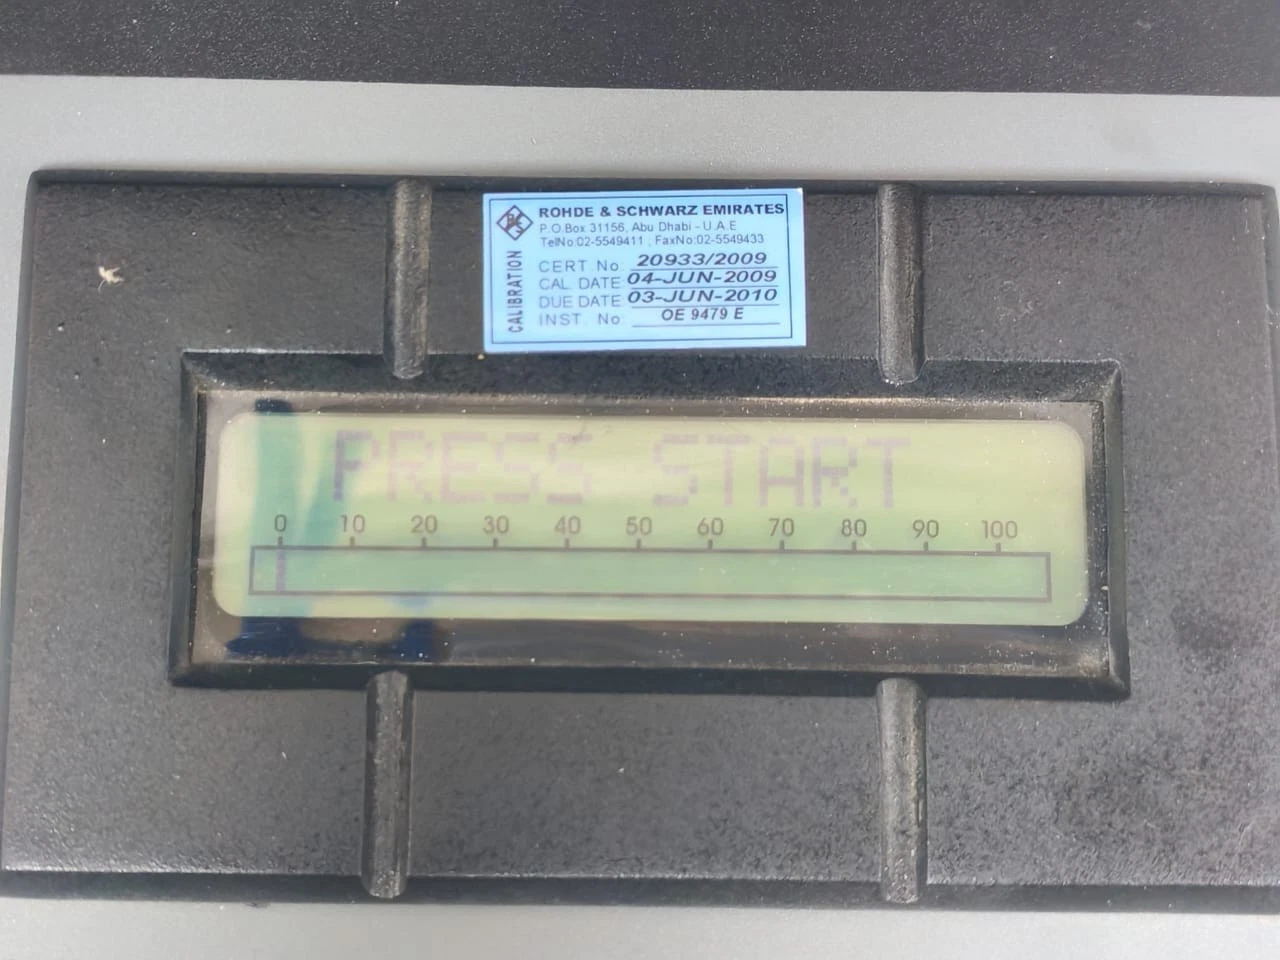 ROHDE & SCHWARZ EMIRATES
P.O.Box 31156, Abu Dhabi - U.A.E
TelNo:02-5549411 , FaxNo:02-5549433
CALIBRATION
CERT. No: 20933/2009
CAL. DATE 04-JUN-2009
DUE DATE 03-JUN-2010
INST. No: OE 9479 E
PRESS START
0 10 20 30 40 50 60 70 80 90 100